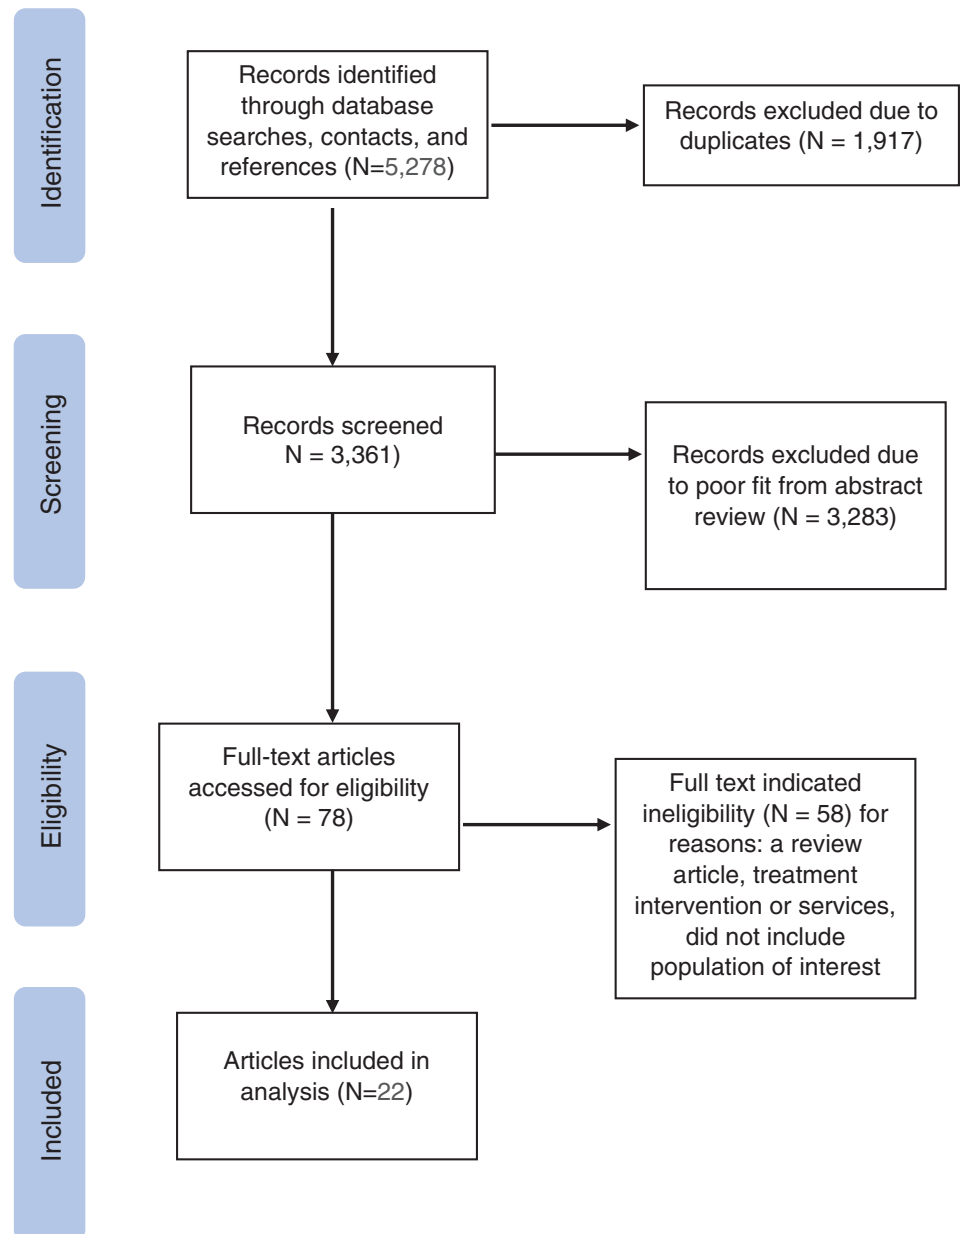 Identification
Records identified
through database
searches, contacts, and
references (N=5,278)
Records excluded due to
duplicates (N = 1,917)
Screening
Records screened
N = 3,361)
Records excluded due
to poor fit from abstract
review (N = 3,283)
Eligibility
Full-text articles
accessed for eligibility
(N = 78)
Full text indicated
ineligibility (N = 58) for
reasons: a review
article, treatment
intervention or services,
did not include
population of interest
Included
Articles included in
analysis (N=22)